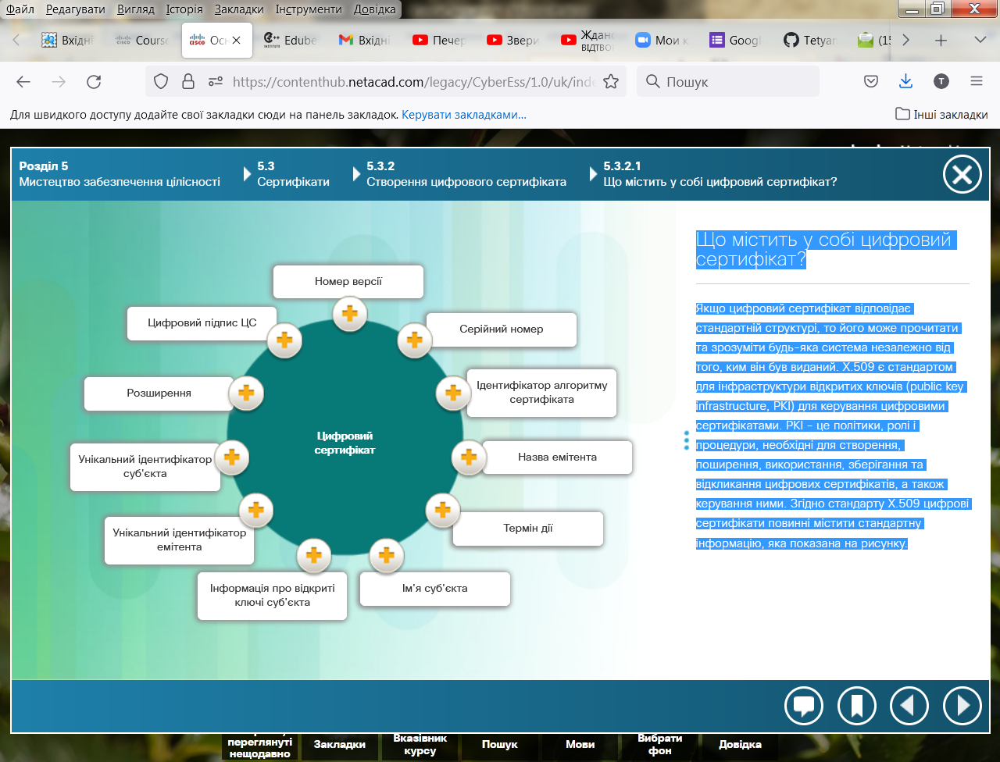 Файл Редагувати Вигляд Історія Закладки Інструменти Довідка
Вхідні Course CISCO Осн Edube Вхідні Печер Звери Ждано Мои к Googl Tetyan (15
ВІДТВО
https://contenthub.netacad.com/legacy/CyberEss/1.0/uk/inde Пошук T
Для швидкого доступу додайте свої закладки сюди на панель закладок. Керувати закладками... Інші закладки
Розділ 5
Мистецтво забезпечення цілісності
5.3
Сертифікати
5.3.2
Створення цифрового сертифіката
5.3.2.1
Що містить у собі цифровий сертифікат?
Номер версії
Цифровий підпис ЦС
Серійний номер
Розширення
Ідентифікатор алгоритму
сертифіката
Цифровий
сертифікат
Унікальний ідентифікатор
суб'єкта
Назва емітента
Унікальний ідентифікатор
емітента
Термін дії
Інформація про відкриті
ключі суб'єкта
Ім'я суб'єкта
Що містить у собі цифровий
сертифікат?
Якщо цифровий сертифікат відповідає
стандартній структурі, то його може прочитати
та зрозуміти будь-яка система незалежно від
того, ким він був виданий. X.509 є стандартом
для інфраструктури відкритих ключів (public key
infrastructure, PKI) для керування цифровими
сертифікатами. PKI – це політики, ролі і
процедури, необхідні для створення,
поширення, використання, зберігання та
відкликання цифрових сертифікатів, а також
керування ними. Згідно стандарту X.509 цифрові
сертифікати повинні містити стандартну
інформацію, яка показана на рисунку.
переглянуті
нещодавно
Закладки
Вказівник
курсу
Пошук
Мови
Вибрати
фон
Довідка